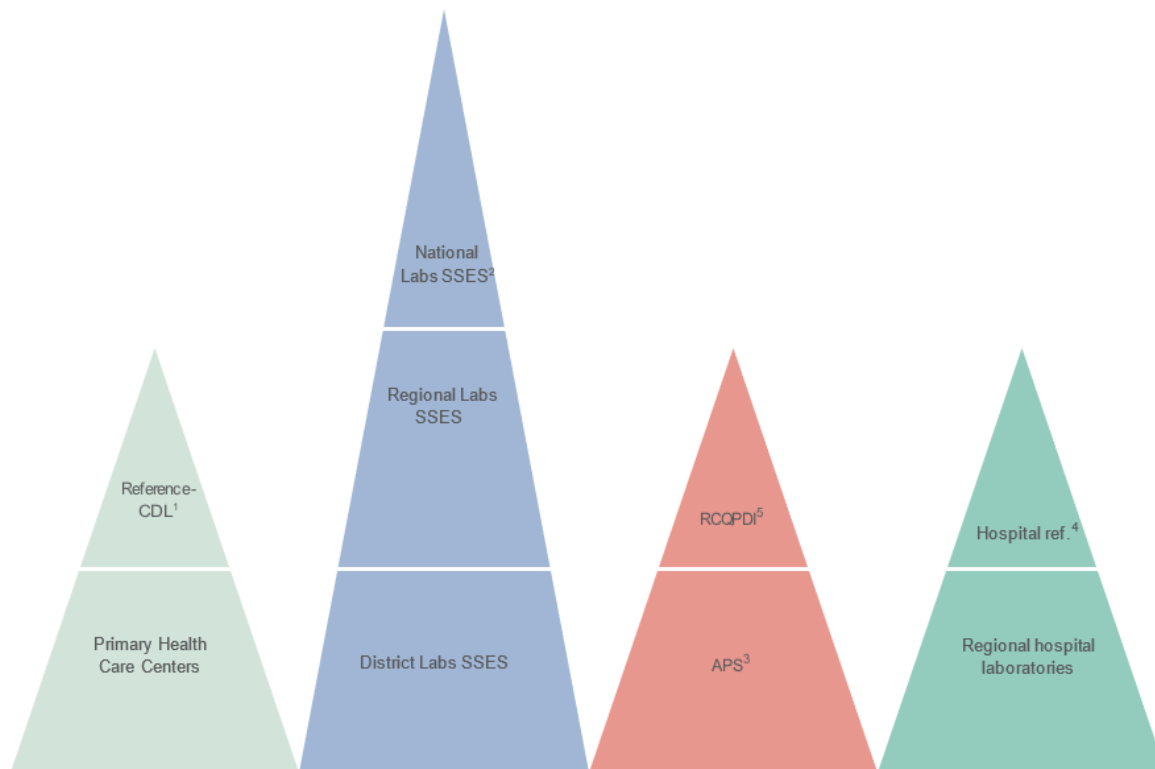 National
Labs SSES²
Regional Labs
SSES
District Labs SSES
Reference-
CDL¹
Primary Health
Care Centers
RCQPDI⁵
APS³
Hospital ref.⁴
Regional hospital
laboratories